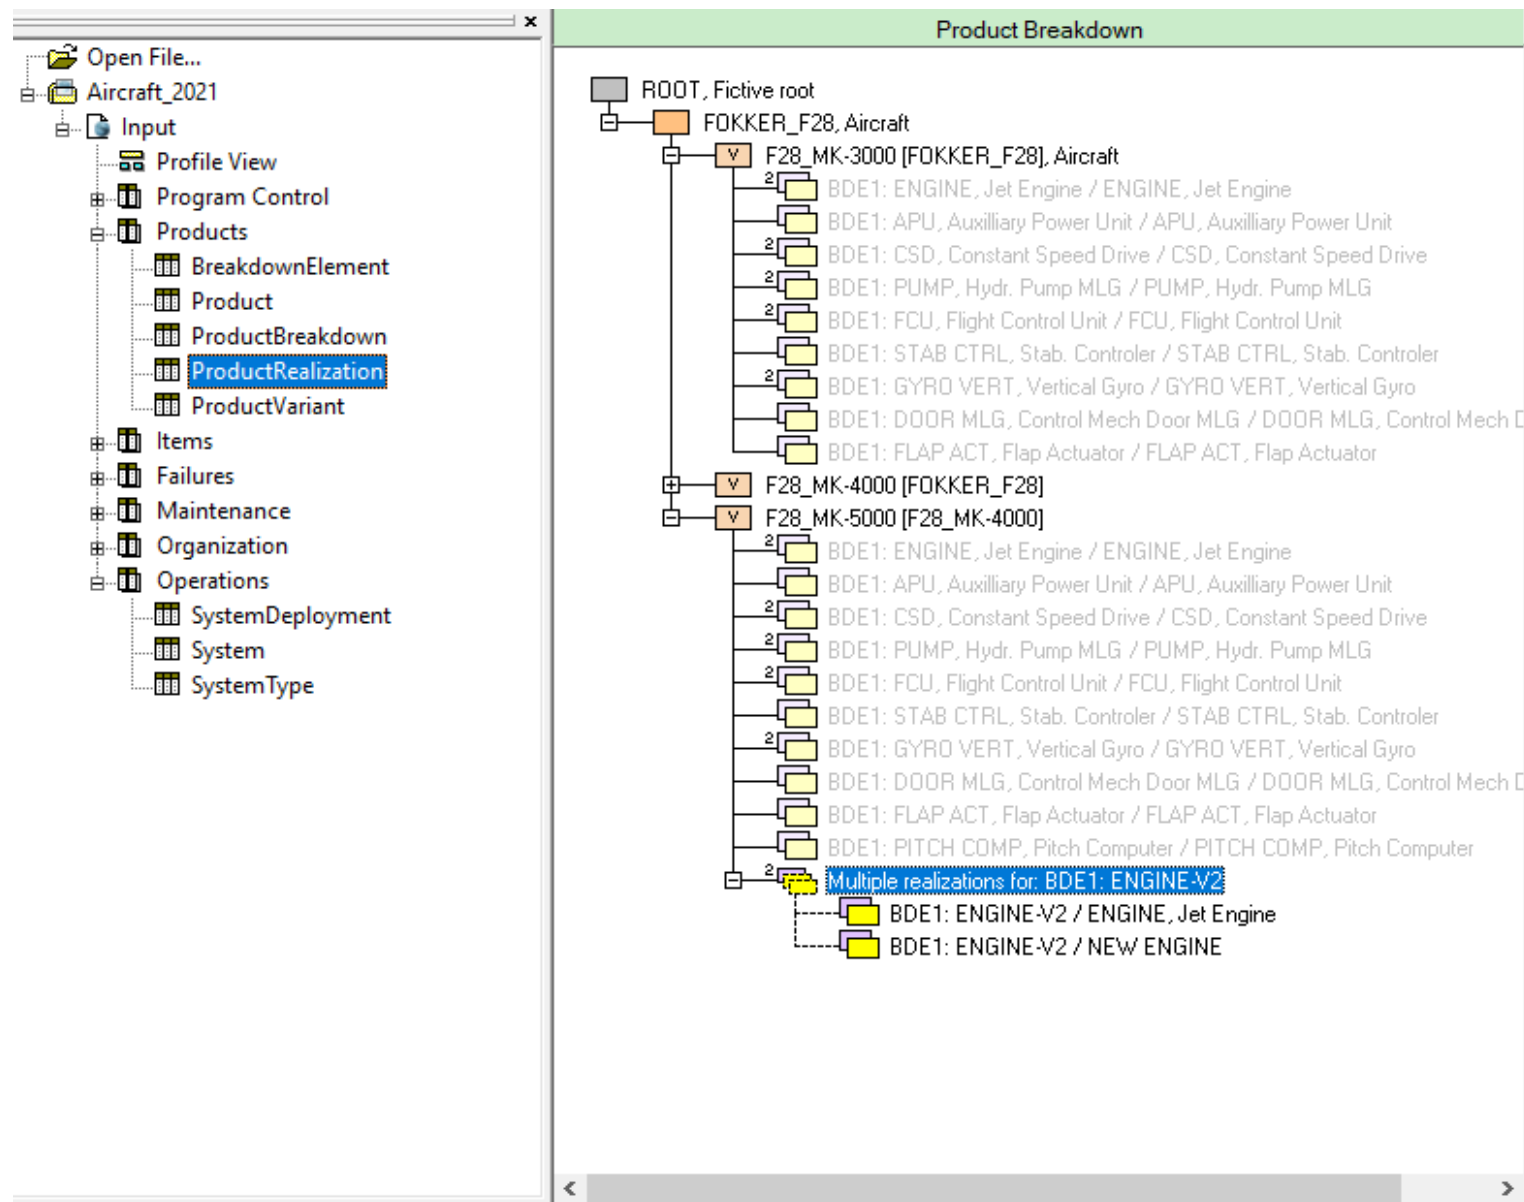 Open File...
Aircraft_2021
Input
Profile View
Program Control
Products
BreakdownElement
Product
ProductBreakdown
ProductRealization
ProductVariant
Items
Failures
Maintenance
Organization
Operations
SystemDeployment
System
SystemType
Product Breakdown
ROOT, Fictive root
FOKKER_F28, Aircraft
V F28_MK-3000 [FOKKER_F28], Aircraft
2 BDE1: ENGINE, Jet Engine / ENGINE, Jet Engine
BDE1: APU, Auxilliary Power Unit / APU, Auxilliary Power Unit
2 BDE1: CSD, Constant Speed Drive / CSD, Constant Speed Drive
2 BDE1: PUMP, Hydr. Pump MLG / PUMP, Hydr. Pump MLG
2 BDE1: FCU, Flight Control Unit / FCU, Flight Control Unit
BDE1: STAB CTRL, Stab. Controler / STAB CTRL, Stab. Controler
2 BDE1: GYRO VERT, Vertical Gyro / GYRO VERT, Vertical Gyro
BDE1: DOOR MLG, Control Mech Door MLG / DOOR MLG, Control Mech D
BDE1: FLAP ACT, Flap Actuator / FLAP ACT, Flap Actuator
V F28_MK-4000 [FOKKER_F28]
V F28_MK-5000 [F28_MK-4000]
2 BDE1: ENGINE, Jet Engine / ENGINE, Jet Engine
BDE1: APU, Auxilliary Power Unit / APU, Auxilliary Power Unit
2 BDE1: CSD, Constant Speed Drive / CSD, Constant Speed Drive
2 BDE1: PUMP, Hydr. Pump MLG / PUMP, Hydr. Pump MLG
2 BDE1: FCU, Flight Control Unit / FCU, Flight Control Unit
BDE1: STAB CTRL, Stab. Controler / STAB CTRL, Stab. Controler
2 BDE1: GYRO VERT, Vertical Gyro / GYRO VERT, Vertical Gyro
BDE1: DOOR MLG, Control Mech Door MLG / DOOR MLG, Control Mech D
BDE1: FLAP ACT, Flap Actuator / FLAP ACT, Flap Actuator
BDE1: PITCH COMP, Pitch Computer / PITCH COMP, Pitch Computer
2 Multiple realizations for: BDE1: ENGINE-V2
BDE1: ENGINE-V2 / ENGINE, Jet Engine
BDE1: ENGINE-V2 / NEW ENGINE